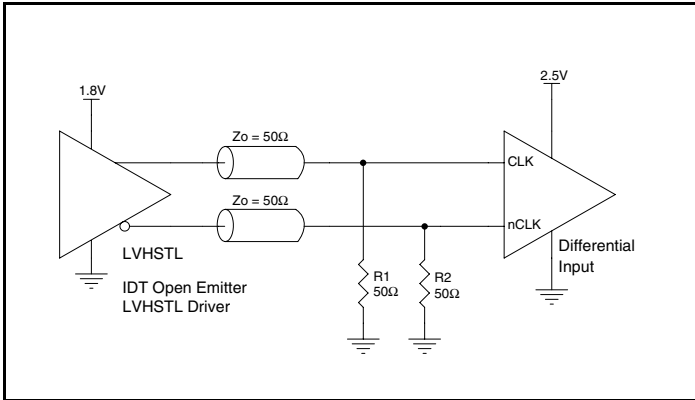 1.8V
2.5V
Zo = 50Ω
CLK
Zo = 50Ω
nCLK
LVHSTL
Differential
Input
IDT Open Emitter
LVHSTL Driver
R1
50Ω
R2
50Ω